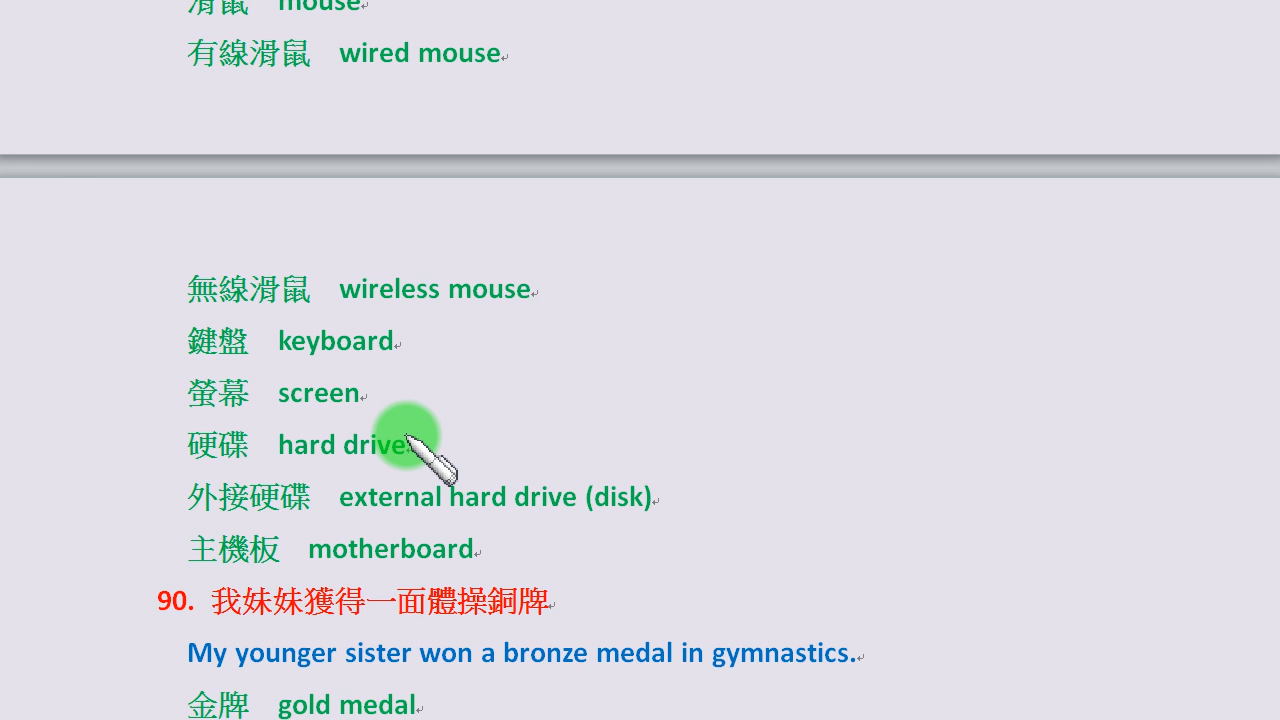 滑鼠 mouse
有線滑鼠 wired mouse
無線滑鼠 wireless mouse
鍵盤 keyboard
螢幕 screen
硬碟 hard drive
外接硬碟 external hard drive (disk)
主機板 motherboard
90. 我妹妹獲得一面體操銅牌
My younger sister won a bronze medal in gymnastics.
金牌 gold medal